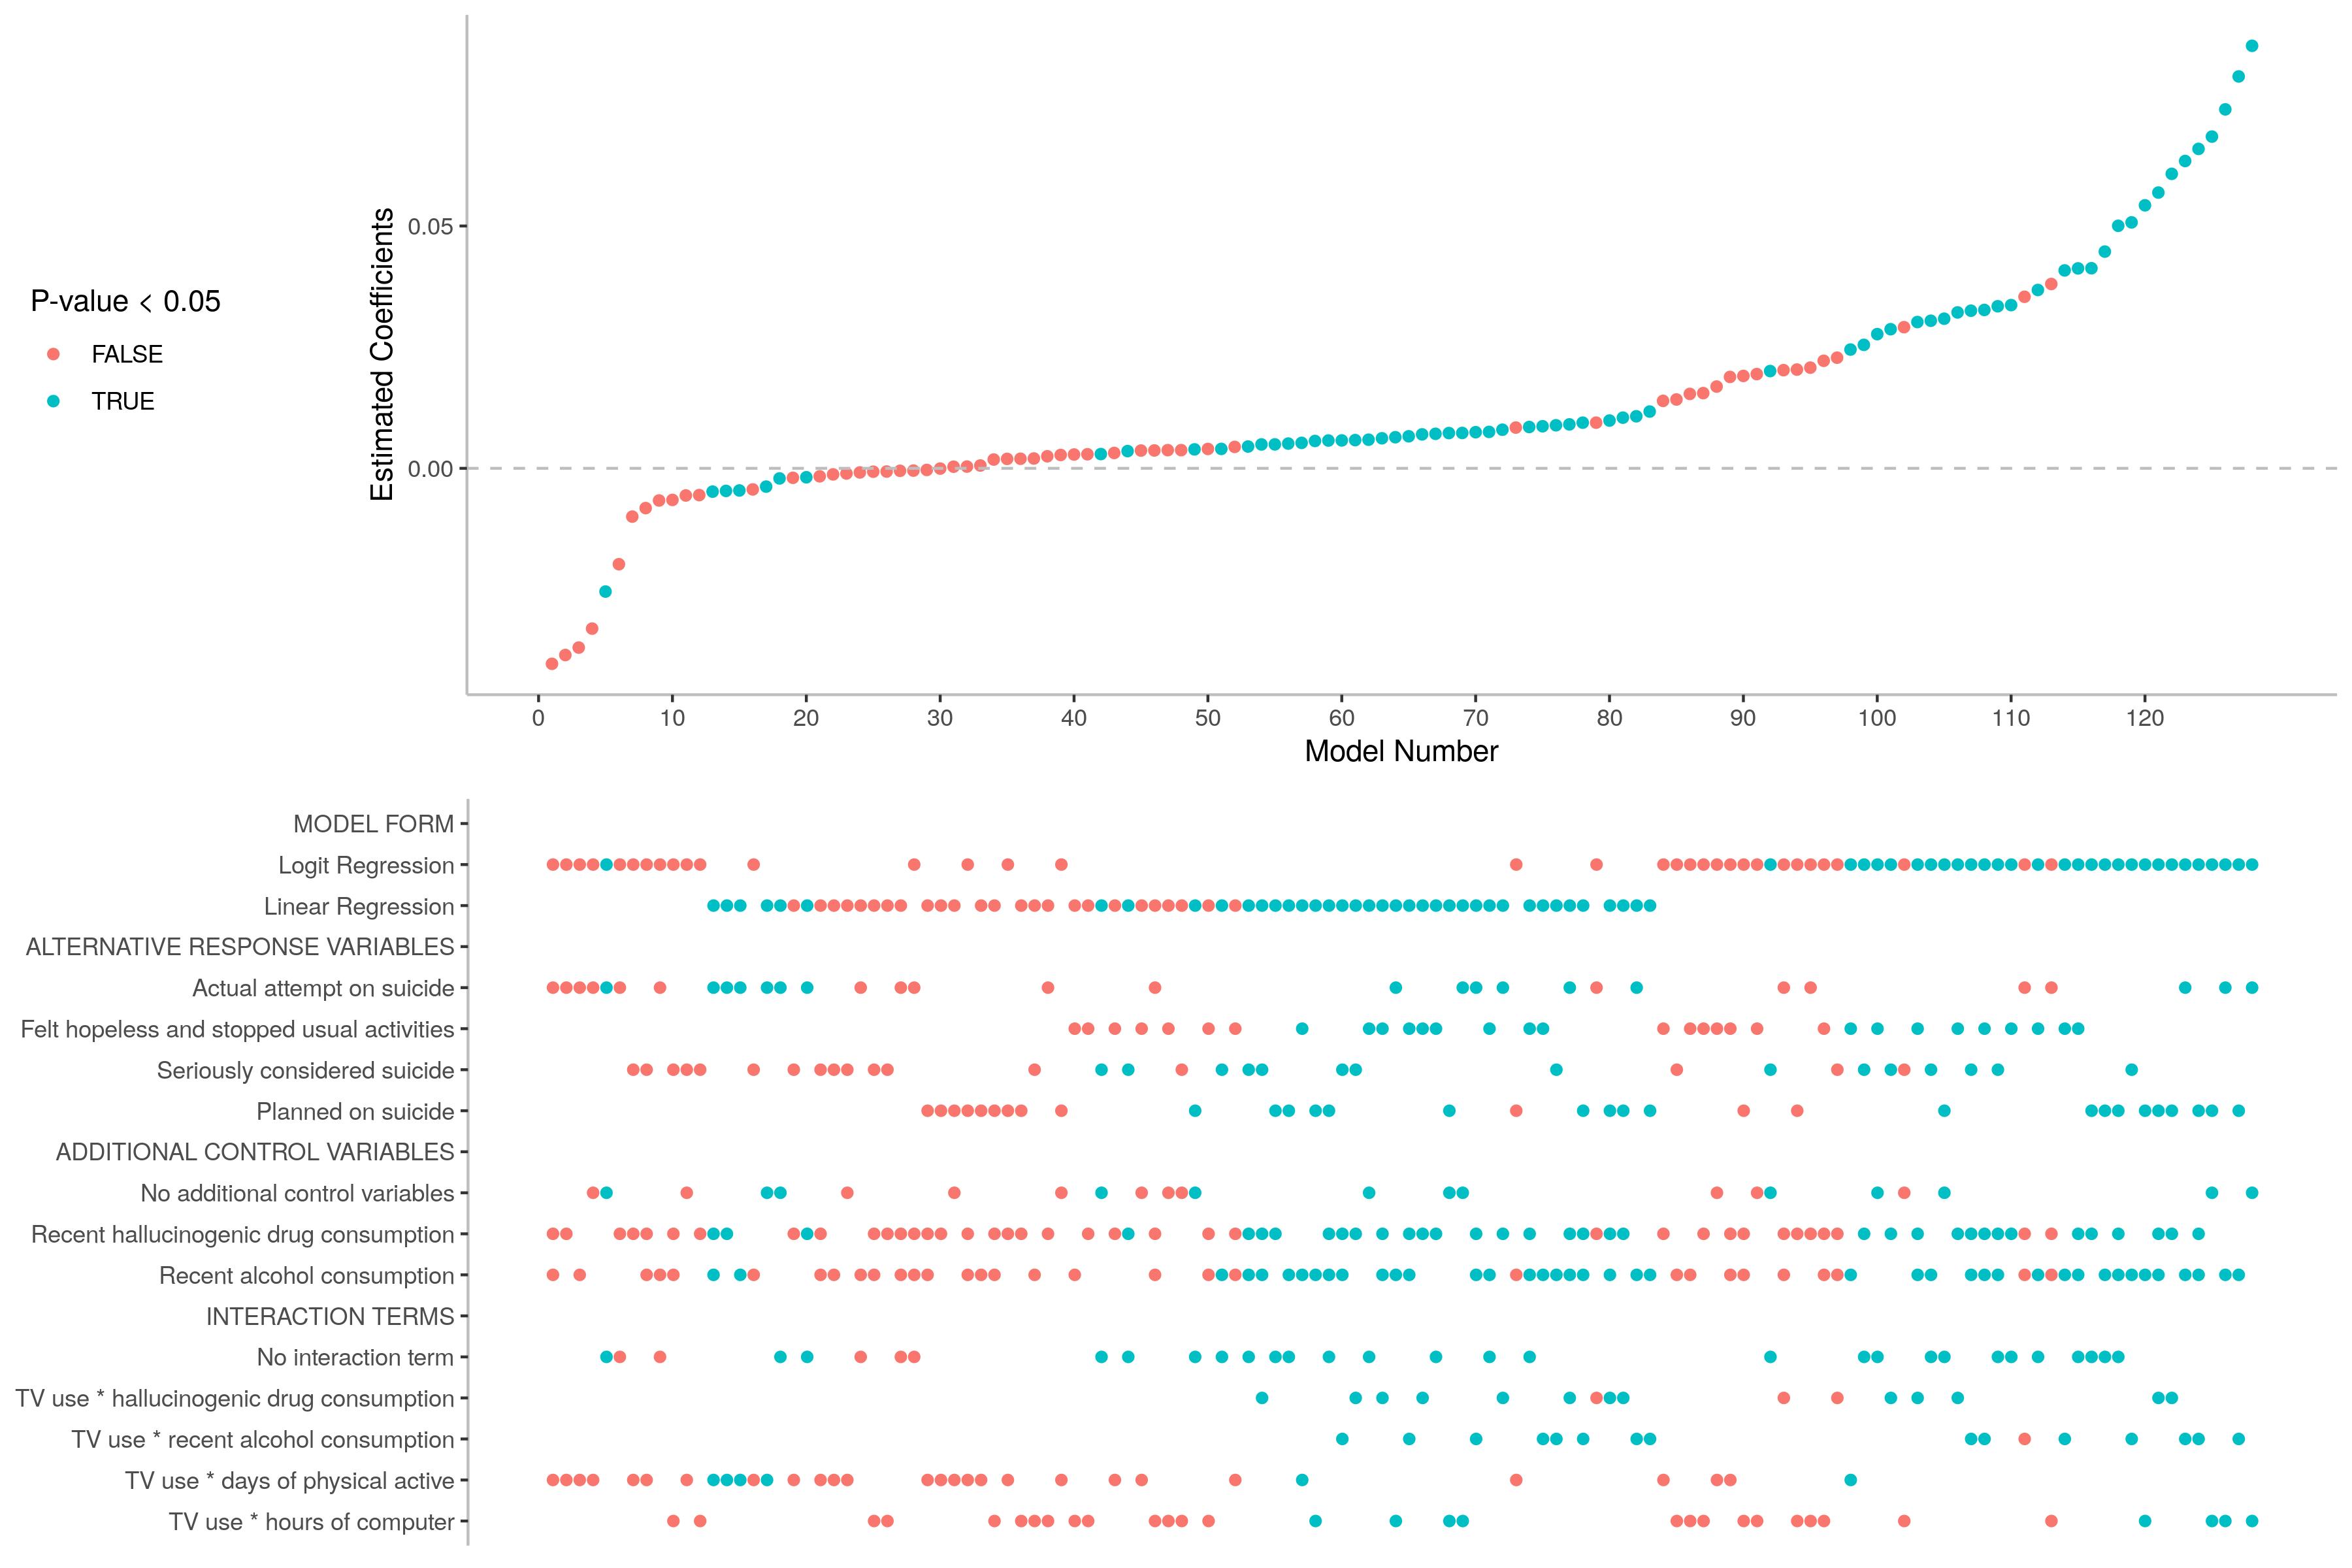 P-value < 0.05
FALSE
TRUE
Estimated Coefficients
0.05
0.00
0 10 20 30 40 50 60 70 80 90 100 110 120
Model Number
MODEL FORM
Logit Regression
Linear Regression
ALTERNATIVE RESPONSE VARIABLES
Actual attempt on suicide
Felt hopeless and stopped usual activities
Seriously considered suicide
Planned on suicide
ADDITIONAL CONTROL VARIABLES
No additional control variables
Recent hallucinogenic drug consumption
Recent alcohol consumption
INTERACTION TERMS
No interaction term
TV use * hallucinogenic drug consumption
TV use * recent alcohol consumption
TV use * days of physical active
TV use * hours of computer